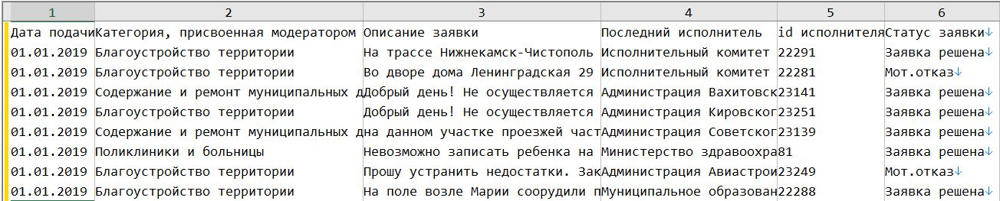 1 2 3 4 5 6
Дата подачи Категория, присвоенная модератором Описание заявки Последний исполнитель id исполнителя Статус заявки↓
01.01.2019 Благоустройство территории На трассе Нижнекамск-Чистополь Исполнительный комитет 22291 Заявка решена↓
01.01.2019 Благоустройство территории Во дворе дома Ленинградская 29 Исполнительный комитет 22281 Мот.отказ↓
01.01.2019 Содержание и ремонт муниципальных д Добрый день! Не осуществляется Администрация Вахитовск 23141 Заявка решена↓
01.01.2019 Благоустройство территории Добрый день! Не осуществляется Администрация Кировског 23251 Заявка решена↓
01.01.2019 Содержание и ремонт муниципальных д на данном участке проезжей част Администрация Советског 23139 Заявка решена↓
01.01.2019 Поликлиники и больницы Невозможно записать ребенка на Министерство здравоохра 81 Заявка решена↓
01.01.2019 Благоустройство территории Прошу устранить недостатки. Зак Администрация Авиастрои 23249 Мот.отказ↓
01.01.2019 Благоустройство территории На поле возле Марии соорудили п Муниципальное образован 22288 Заявка решена↓